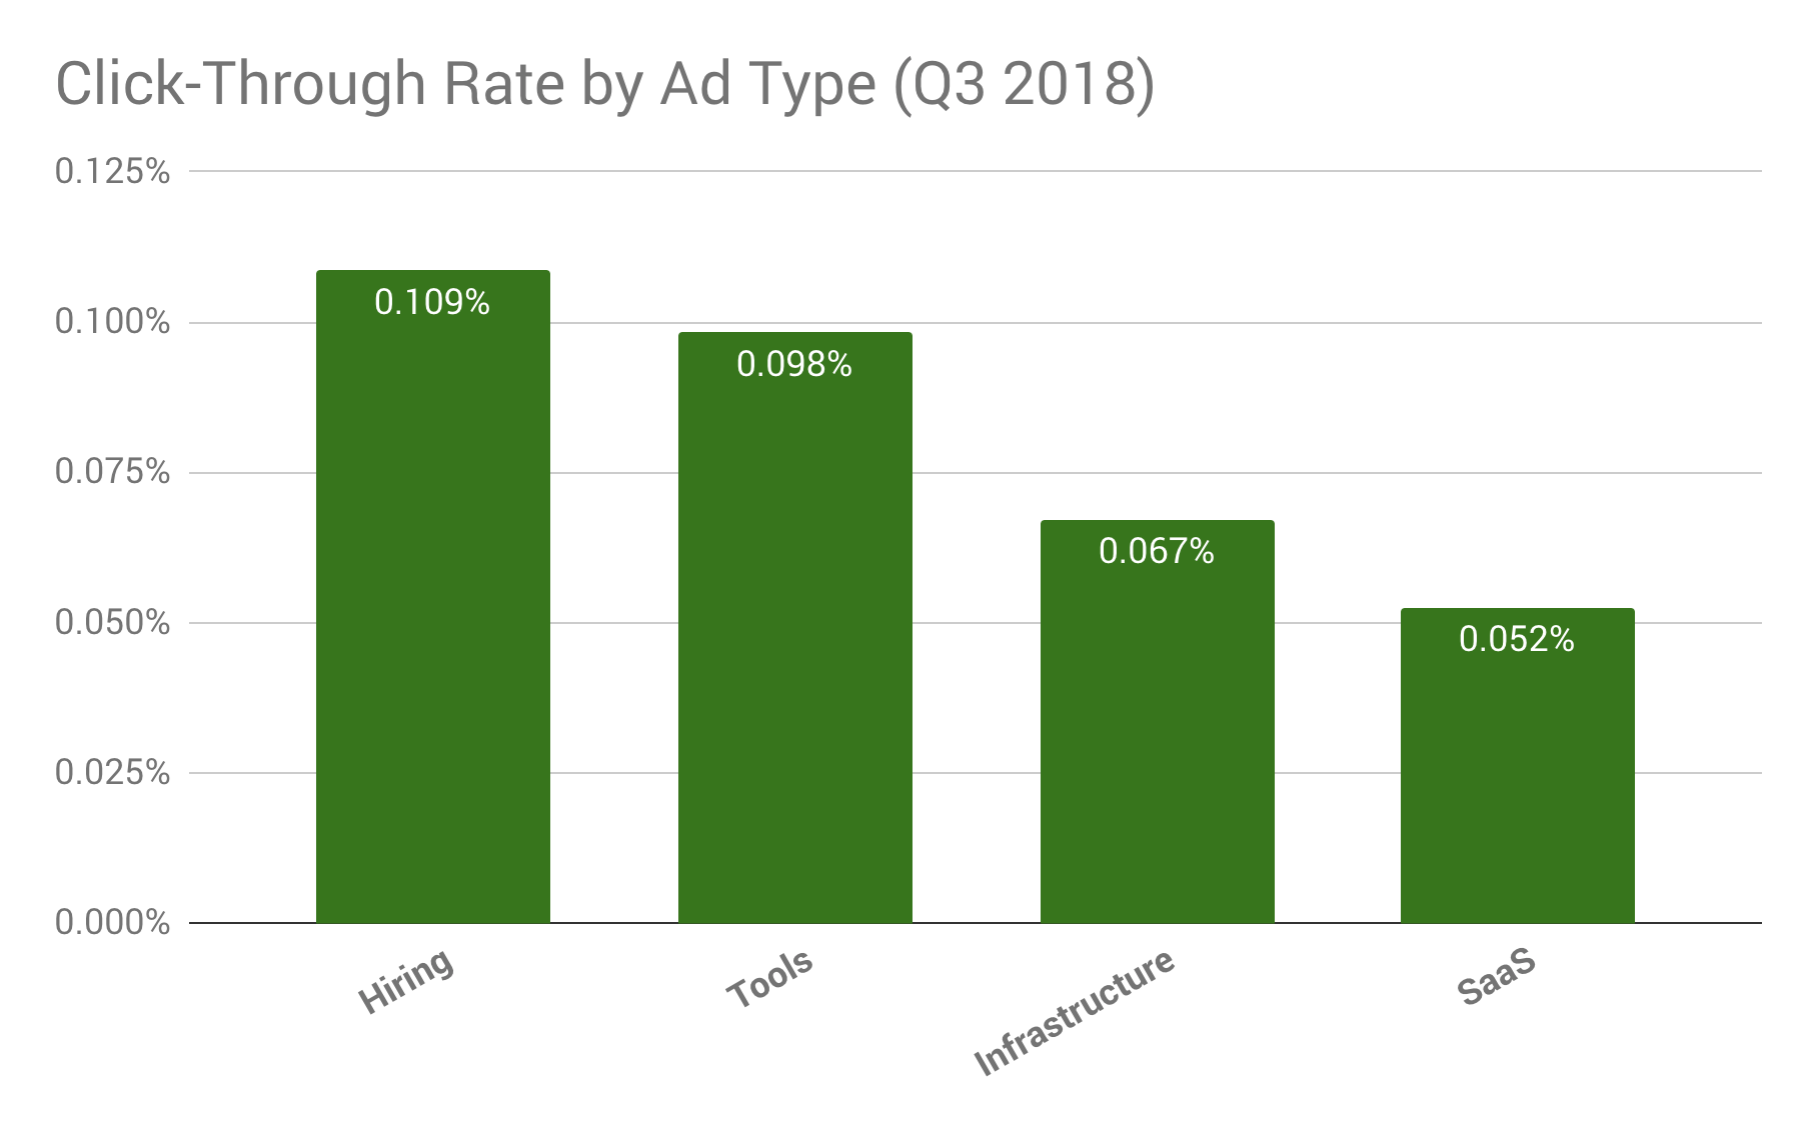 Click-Through Rate by Ad Type (Q3 2018)
0.125%
0.100%
0.075%
0.050%
0.025%
0.000%
0.109%
0.098%
0.067%
0.052%
Hiring
Tools
Infrastructure
SaaS